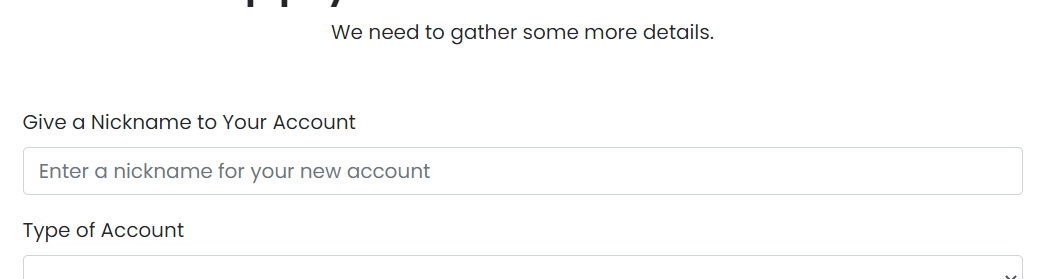 We need to gather some more details.
Give a Nickname to Your Account
Enter a nickname for your new account
Type of Account